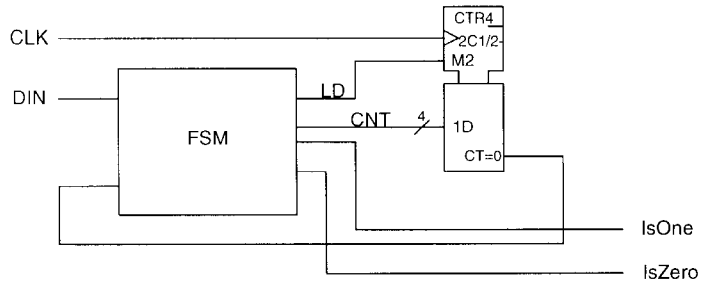 CTR4
CLK
2C1/2-
M2
DIN
LD
FSM
CNT
4
1D
CT=0
IsOne
IsZero